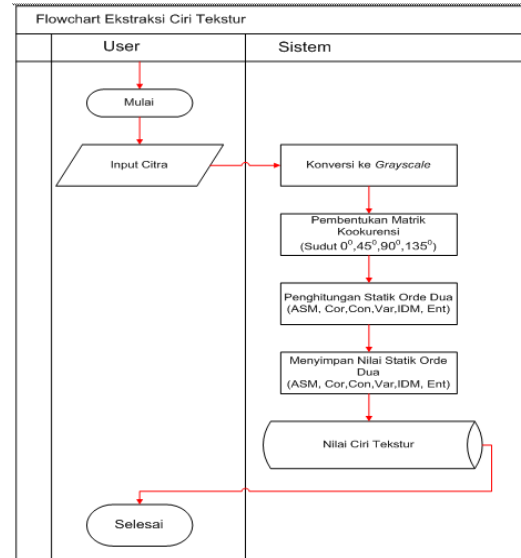 Flowchart Ekstraksi Ciri Tekstur
User
Sistem
Mulai
Input Citra
Konversi ke Grayscale
Pembentukan Matrik
Kookurensi
(Sudut 0⁰,45⁰,90⁰,135⁰)
Penghitungan Statik Orde Dua
(ASM, Cor,Con,Var,IDM, Ent)
Menyimpan Nilai Statik Orde
Dua
(ASM, Cor,Con,Var,IDM, Ent)
Nilai Ciri Tekstur
Selesai